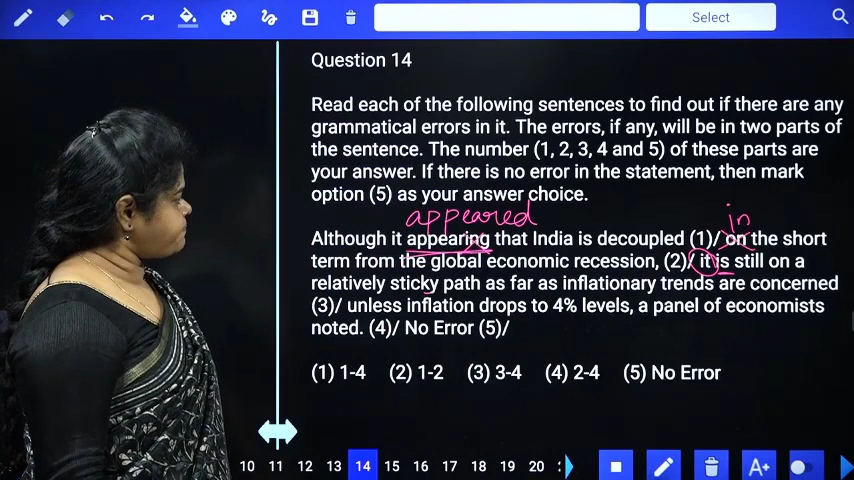 Select
Question 14
Read each of the following sentences to find out if there are any
grammatical errors in it. The errors, if any, will be in two parts of
the sentence. The number (1, 2, 3, 4 and 5) of these parts are
your answer. If there is no error in the statement, then mark
option (5) as your answer choice.
appeared
in
Although it appearing that India is decoupled (1)/ on the short
term from the global economic recession, (2)/ it is still on a
relatively sticky path as far as inflationary trends are concerned
(3)/ unless inflation drops to 4% levels, a panel of economists
noted. (4)/ No Error (5)/
(1) 1-4 (2) 1-2 (3) 3-4 (4) 2-4 (5) No Error
10 11 12 13 14 15 16 17 18 19 20
A+